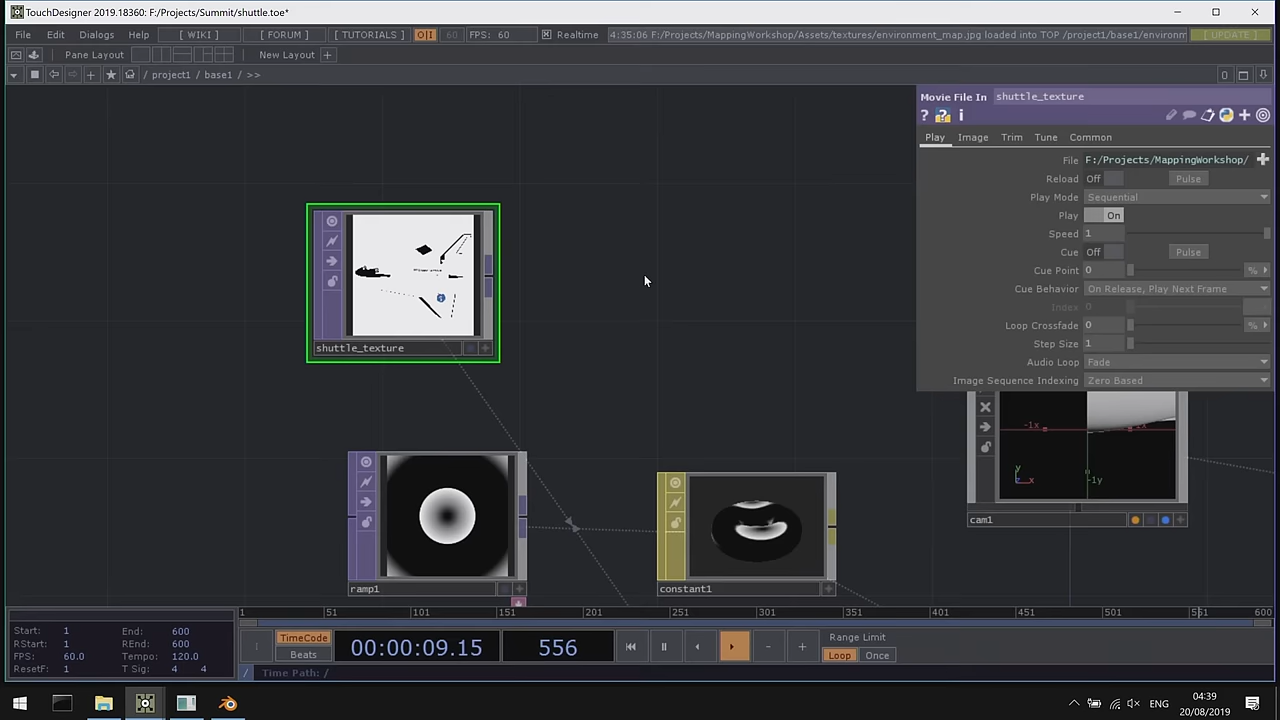 TouchDesigner 2019.18360: F:/Projects/Summit/shuttle.toe*
File Edit Dialogs Help [ WIKI ] [ FORUM ] [ TUTORIALS ] O|I 60 FPS: 60 Realtime 4:35:06 F:/Projects/MappingWorkshop/Assets/textures/environment_map.jpg loaded into TOP /project1/base1/environm [ UPDATE ]
Pane Layout New Layout +
/ project1 / base1 / >> 0
Movie File In shuttle_texture
? ? i
Play Image Trim Tune Common
File F:/Projects/MappingWorkshop/
Reload Off Pulse
Play Mode Sequential
Play On
Speed 1
Cue Off Pulse
Cue Point 0 %
Cue Behavior On Release, Play Next Frame
Index 0
Loop Crossfade 0 %
Step Size 1
Audio Loop Fade
Image Sequence Indexing Zero Based
shuttle_texture
-1x
y
x
-1y
cam1
ramp1
constant1
1 51 101 151 201 251 301 351 401 451 501 551 600
Start: 1 End: 600
RStart: 1 REnd: 600
FPS: 60.0 Tempo: 120.0
ResetF: 1 T Sig: 4 4
TimeCode
Beats
00:00:09.15
556
Range Limit
Loop Once
/ Time Path: /
ENG
04:39
20/08/2019